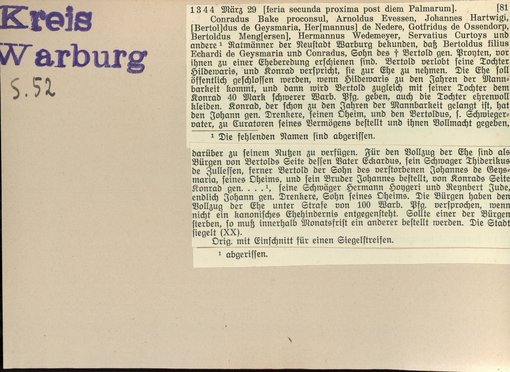 Kreis
Warburg
S. 52
1344 März 29 [feria secunda proxima post diem Palmarum]. [81
Conradus Bake proconsul, Arnoldus Evessen, Johannes Hartwigi,
[Bertol]dus de Geysmaria, Her[mannus] de Nedere, Gotfridus de Ossendorp,
Bertoldus Meng[ersen], Hermannus Wedemeyer, Servatius Curtoys und
andere ¹ Ratmänner der Neustadt Warburg bekunden, daß Bertoldus filius
Echardi de Geysmaria und Conradus, Sohn des † Bertold gen. Proyten, vor
ihnen zu einer Eheberedung erschienen sind. Bertold verlobt seine Tochter
Hildewaris, und Konrad verspricht, sie zur Ehe zu nehmen. Die Ehe soll
öffentlich geschlossen werden, wenn Hildewaris zu den Jahren der Mann-
barkeit kommt, und dann wird Bertold zugleich mit seiner Tochter dem
Konrad 40 Mark schwerer Warb. Pfg. geben, auch die Tochter ehrenvoll
kleiden. Konrad, der schon zu den Jahren der Mannbarkeit gelangt ist, hat
den Johann gen. Drenkere, seinen Oheim, und den Bertoldus, s. Schwieger-
vater, zu Curatoren seines Vermögens bestellt und ihnen Vollmacht gegeben,
¹ Die fehlenden Namen sind abgerissen.
darüber zu seinem Nutzen zu verfügen. Für den Vollzug der Ehe sind als
Bürgen von Bertolds Seite dessen Vater Eckardus, sein Schwager Thiderikus
de Jullessen, ferner Bertold der Sohn des verstorbenen Johannes de Geys-
maria, seines Oheims, und sein Bruder Johannes bestellt, von Konrads Seite
Konrad gen. . . . ¹, seine Schwäger Hermann Hoygeri und Reynbert Jude,
endlich Johann gen. Drenkere, Sohn seines Oheims. Die Bürgen haben den
Vollzug der Ehe unter Strafe von 100 Warb. Pfg. versprochen, wenn
nicht ein kanonisches Ehehindernis entgegensteht. Sollte einer der Bürgen
sterben, so muß innerhalb Monatsfrist ein anderer bestellt werden. Die Stadt
siegelt (XX).
Orig. mit Einschnitt für einen Siegelstreifen.
¹ abgerissen.